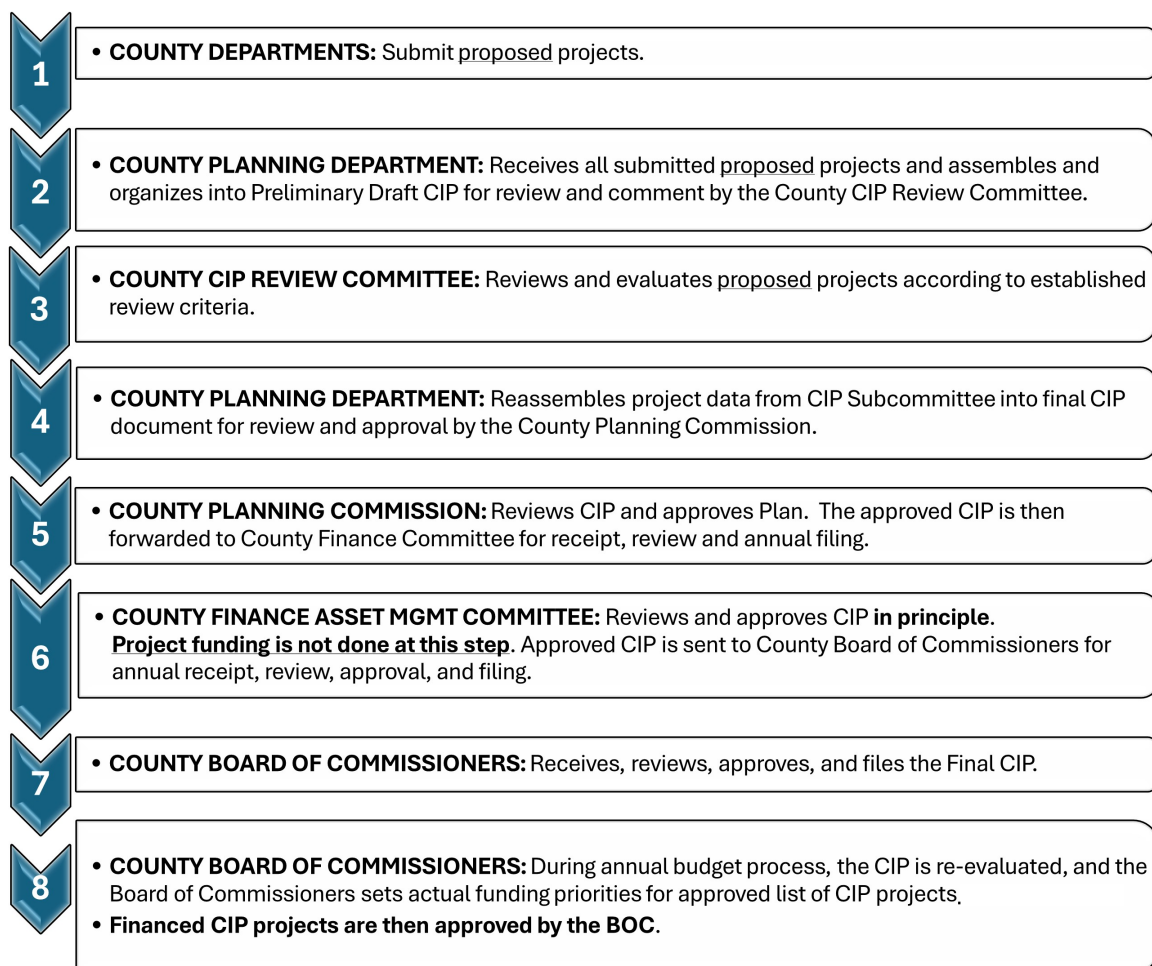 1
• COUNTY DEPARTMENTS: Submit proposed projects.
2
• COUNTY PLANNING DEPARTMENT: Receives all submitted proposed projects and assembles and
organizes into Preliminary Draft CIP for review and comment by the County CIP Review Committee.
3
• COUNTY CIP REVIEW COMMITTEE: Reviews and evaluates proposed projects according to established
review criteria.
4
• COUNTY PLANNING DEPARTMENT: Reassembles project data from CIP Subcommittee into final CIP
document for review and approval by the County Planning Commission.
5
• COUNTY PLANNING COMMISSION: Reviews CIP and approves Plan.  The approved CIP is then
forwarded to County Finance Committee for receipt, review and annual filing.
6
• COUNTY FINANCE ASSET MGMT COMMITTEE: Reviews and approves CIP in principle.
Project funding is not done at this step. Approved CIP is sent to County Board of Commissioners for
annual receipt, review, approval, and filing.
7
• COUNTY BOARD OF COMMISSIONERS: Receives, reviews, approves, and files the Final CIP.
8
• COUNTY BOARD OF COMMISSIONERS: During annual budget process, the CIP is re-evaluated, and the
Board of Commissioners sets actual funding priorities for approved list of CIP projects.
• Financed CIP projects are then approved by the BOC.